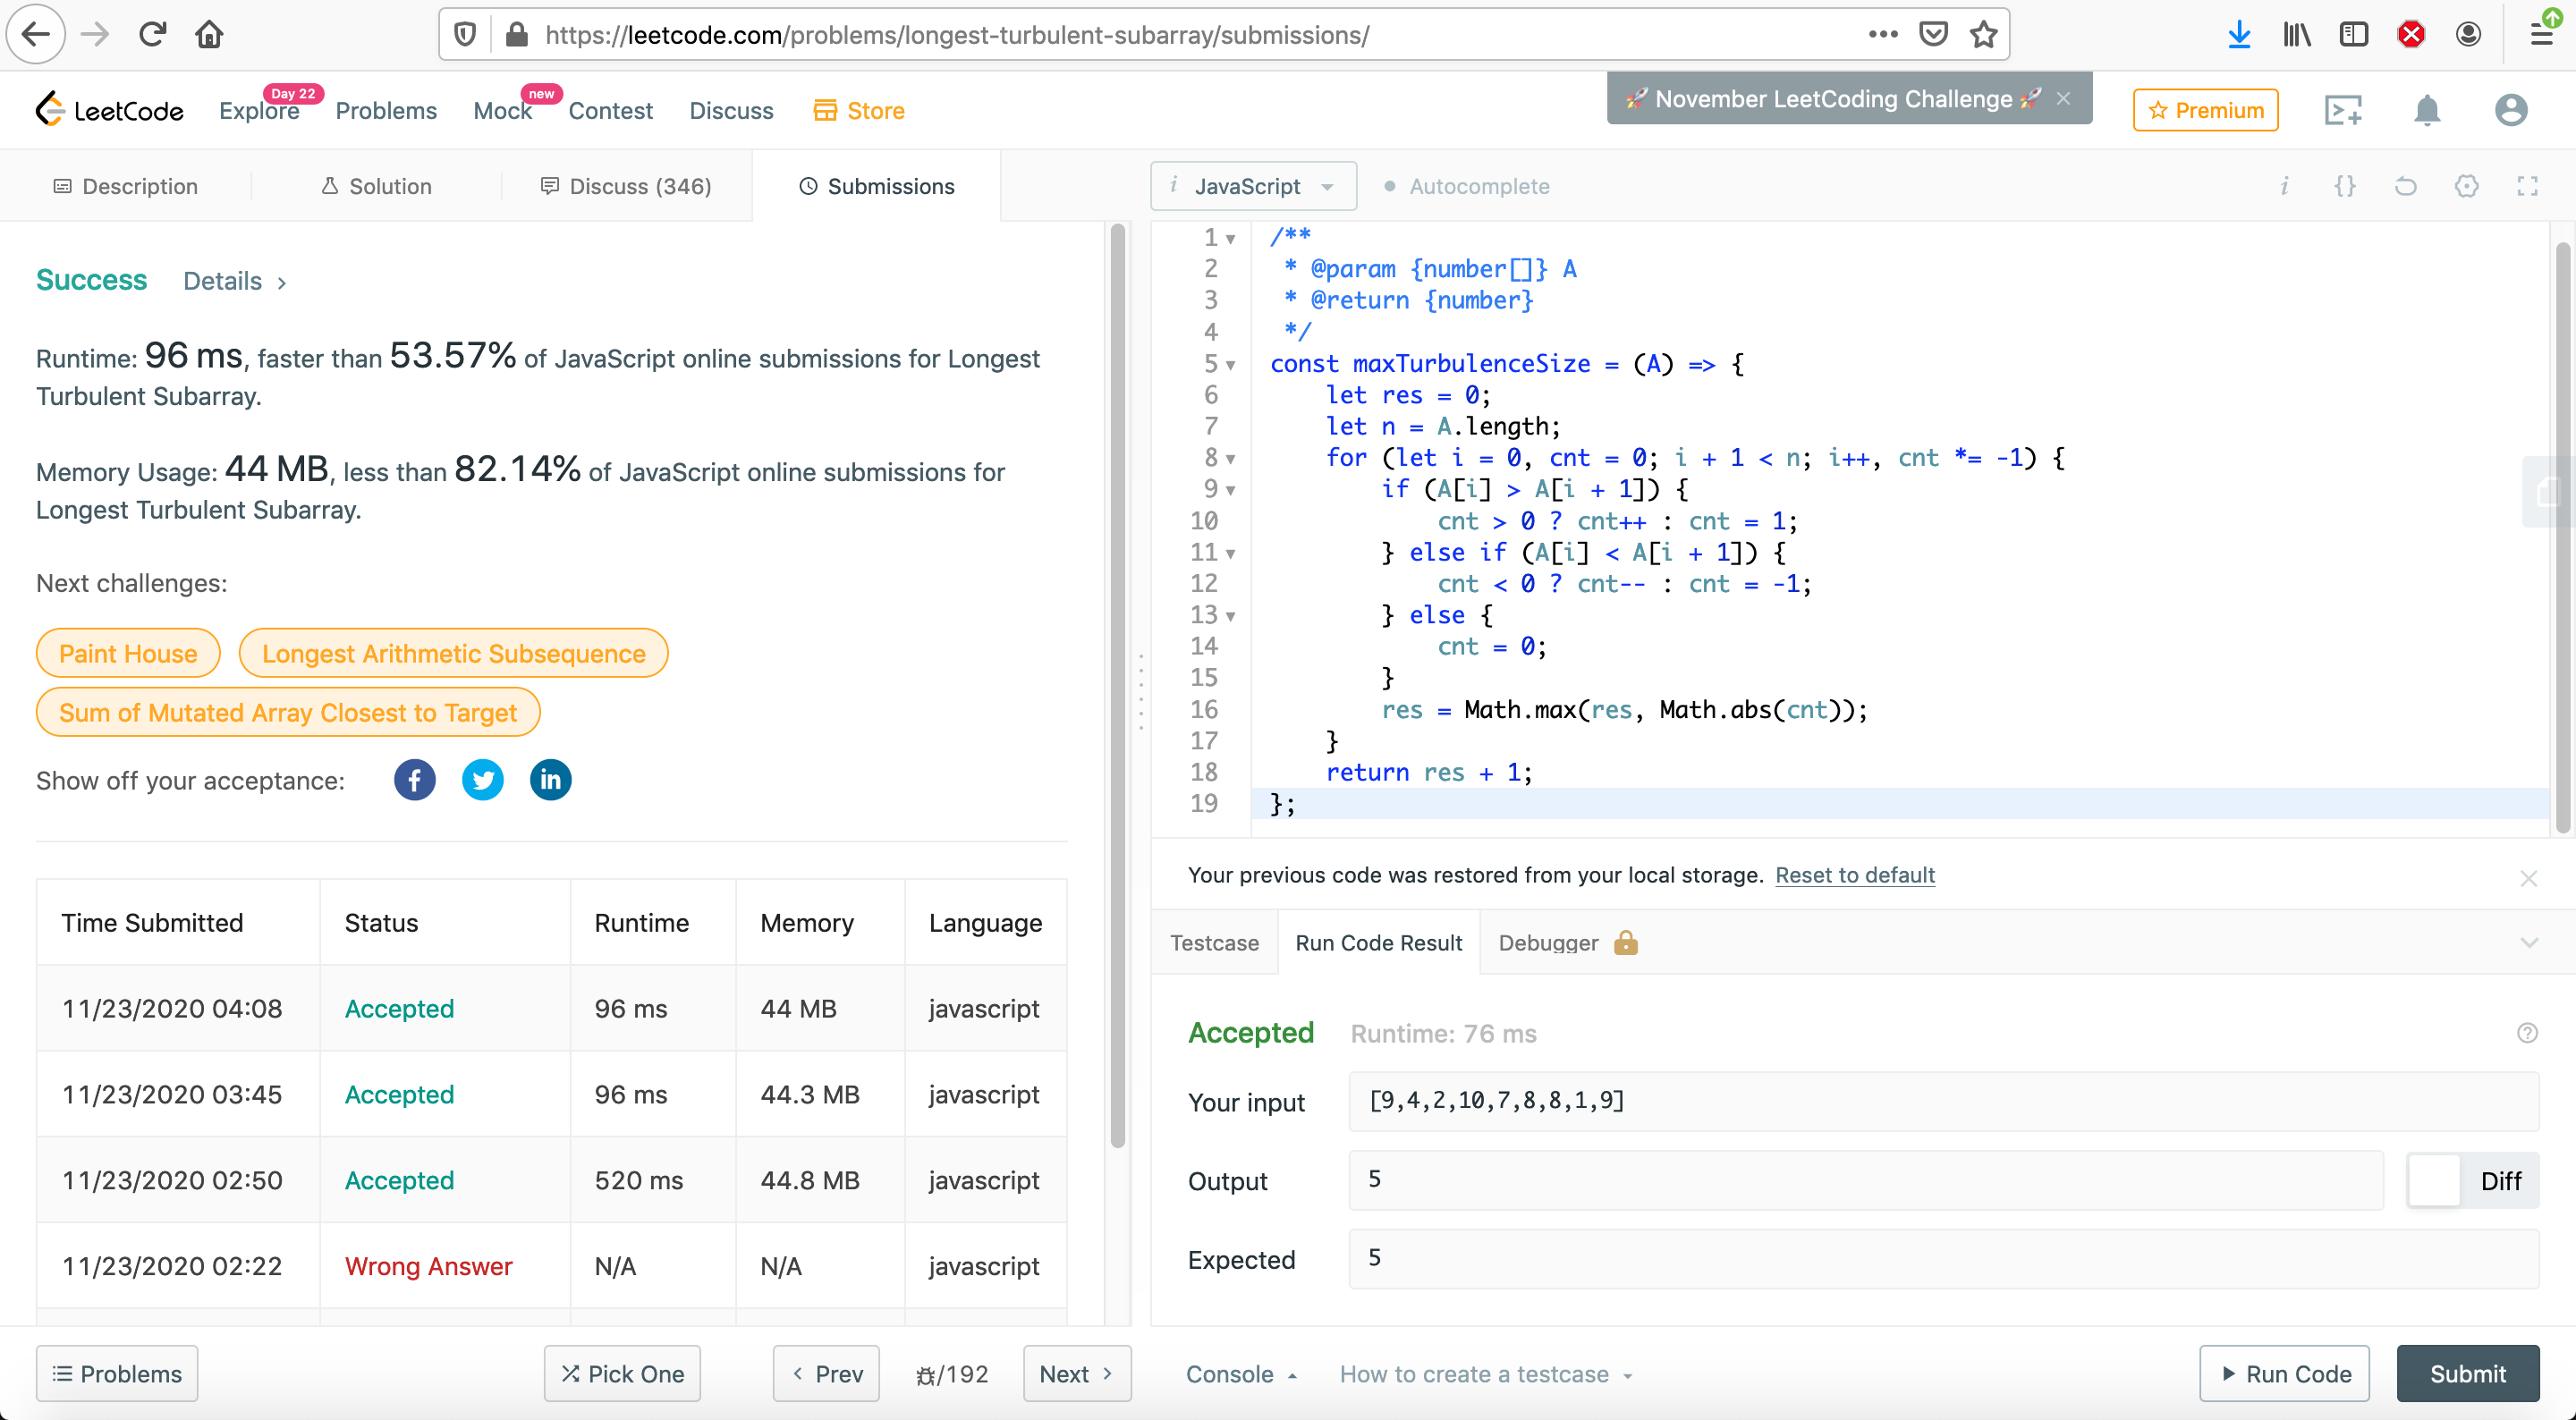 https://leetcode.com/problems/longest-turbulent-subarray/submissions/
LeetCode
Explore
Day 22
Problems
Mock
new
Contest
Discuss
Store
🚀 November LeetCoding Challenge 🚀 ×
Premium
Description
Solution
Discuss (346)
Submissions
i JavaScript
Autocomplete
Success Details >
Runtime: 96 ms, faster than 53.57% of JavaScript online submissions for Longest
Turbulent Subarray.
Memory Usage: 44 MB, less than 82.14% of JavaScript online submissions for
Longest Turbulent Subarray.
Next challenges:
Paint House
Longest Arithmetic Subsequence
Sum of Mutated Array Closest to Target
Show off your acceptance:
Time Submitted Status Runtime Memory Language
11/23/2020 04:08 Accepted 96 ms 44 MB javascript
11/23/2020 03:45 Accepted 96 ms 44.3 MB javascript
11/23/2020 02:50 Accepted 520 ms 44.8 MB javascript
11/23/2020 02:22 Wrong Answer N/A N/A javascript
Problems
Pick One
< Prev
/192
Next >
1 /**
2  * @param {number[]} A
3  * @return {number}
4  */
5 const maxTurbulenceSize = (A) => {
6     let res = 0;
7     let n = A.length;
8     for (let i = 0, cnt = 0; i + 1 < n; i++, cnt *= -1) {
9         if (A[i] > A[i + 1]) {
10             cnt > 0 ? cnt++ : cnt = 1;
11         } else if (A[i] < A[i + 1]) {
12             cnt < 0 ? cnt-- : cnt = -1;
13         } else {
14             cnt = 0;
15         }
16         res = Math.max(res, Math.abs(cnt));
17     }
18     return res + 1;
19 };
Your previous code was restored from your local storage. Reset to default
Testcase
Run Code Result
Debugger
Accepted Runtime: 76 ms
Your input [9,4,2,10,7,8,8,1,9]
Output 5
Diff
Expected 5
Console
How to create a testcase
Run Code
Submit